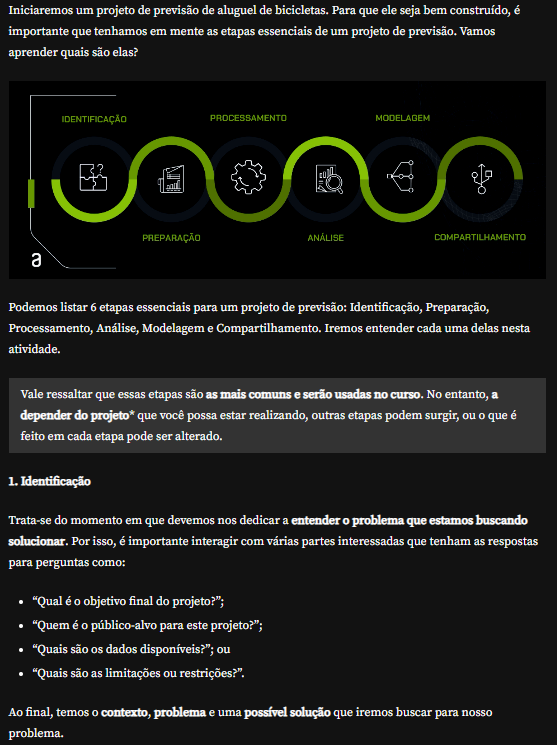 Iniciaremos um projeto de previsão de aluguel de bicicletas. Para que ele seja bem construído, é
importante que tenhamos em mente as etapas essenciais de um projeto de previsão. Vamos
aprender quais são elas?
IDENTIFICAÇÃO
PROCESSAMENTO
MODELAGEM
PREPARAÇÃO
ANÁLISE
COMPARTILHAMENTO
a
Podemos listar 6 etapas essenciais para um projeto de previsão: Identificação, Preparação,
Processamento, Análise, Modelagem e Compartilhamento. Iremos entender cada uma delas nesta
atividade.
Vale ressaltar que essas etapas são as mais comuns e serão usadas no curso. No entanto, a
depender do projeto* que você possa estar realizando, outras etapas podem surgir, ou o que é
feito em cada etapa pode ser alterado.
1. Identificação
Trata-se do momento em que devemos nos dedicar a entender o problema que estamos buscando
solucionar. Por isso, é importante interagir com várias partes interessadas que tenham as respostas
para perguntas como:
• “Qual é o objetivo final do projeto?”;
• “Quem é o público-alvo para este projeto?”;
• “Quais são os dados disponíveis?”; ou
• “Quais são as limitações ou restrições?”.
Ao final, temos o contexto, problema e uma possível solução que iremos buscar para nosso
problema.